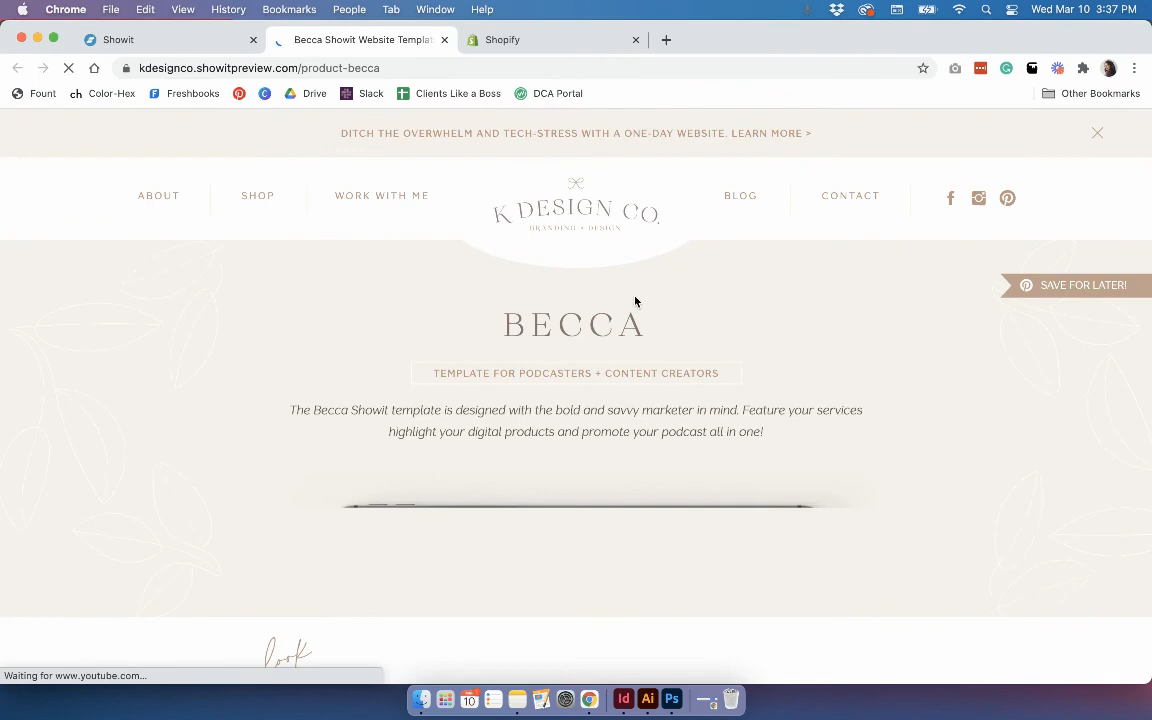 Chrome File Edit View History Bookmarks People Tab Window Help Wed Mar 10 3:37 PM
Showit Becca Showit Website Templat Shopify
kdesignco.showitpreview.com/product-becca
Fount ch Color-Hex Freshbooks Drive Slack Clients Like a Boss DCA Portal Other Bookmarks
DITCH THE OVERWHELM AND TECH-STRESS WITH A ONE-DAY WEBSITE. LEARN MORE >
ABOUT SHOP WORK WITH ME K DESIGN CO. BLOG CONTACT
BRANDING + DESIGN
SAVE FOR LATER!
BECCA
TEMPLATE FOR PODCASTERS + CONTENT CREATORS
The Becca Showit template is designed with the bold and savvy marketer in mind. Feature your services
highlight your digital products and promote your podcast all in one!
look
Waiting for www.youtube.com...
10 Id Ai Ps